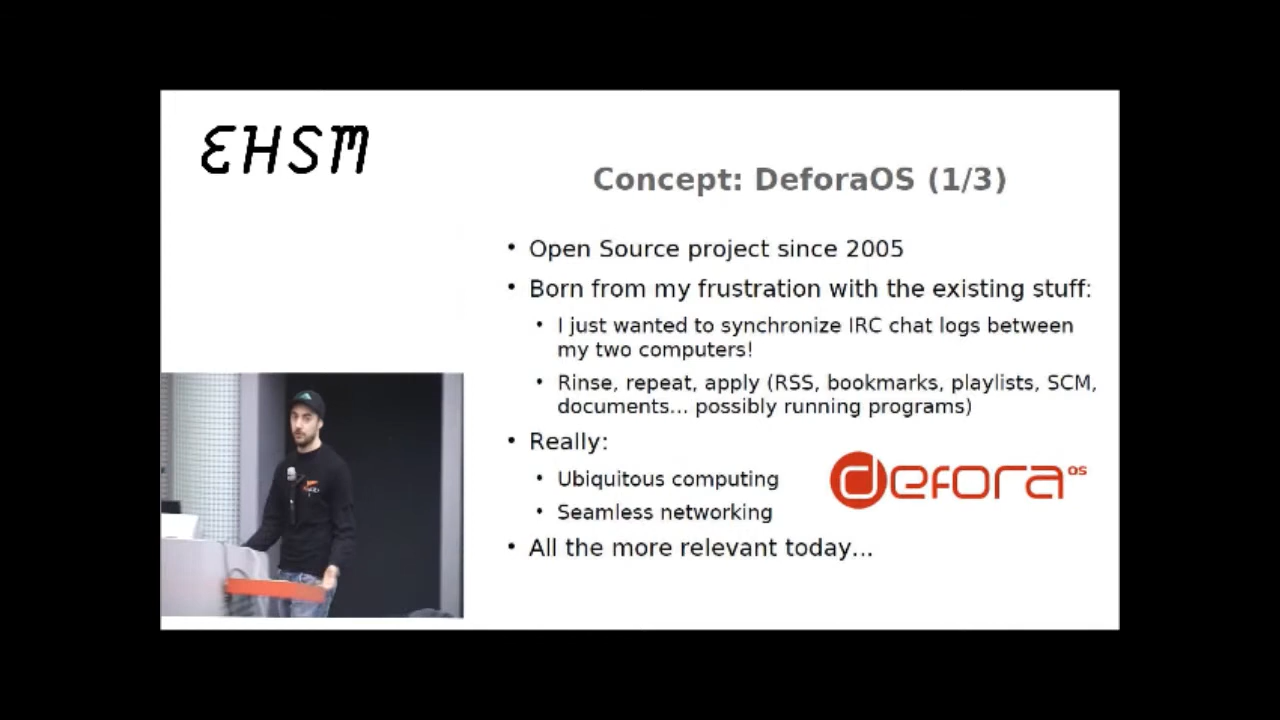 EHSM
Concept: DeforaOS (1/3)
• Open Source project since 2005
• Born from my frustration with the existing stuff:
• I just wanted to synchronize IRC chat logs between
my two computers!
• Rinse, repeat, apply (RSS, bookmarks, playlists, SCM,
documents... possibly running programs)
• Really:
• Ubiquitous computing
• Seamless networking
defora os
• All the more relevant today...